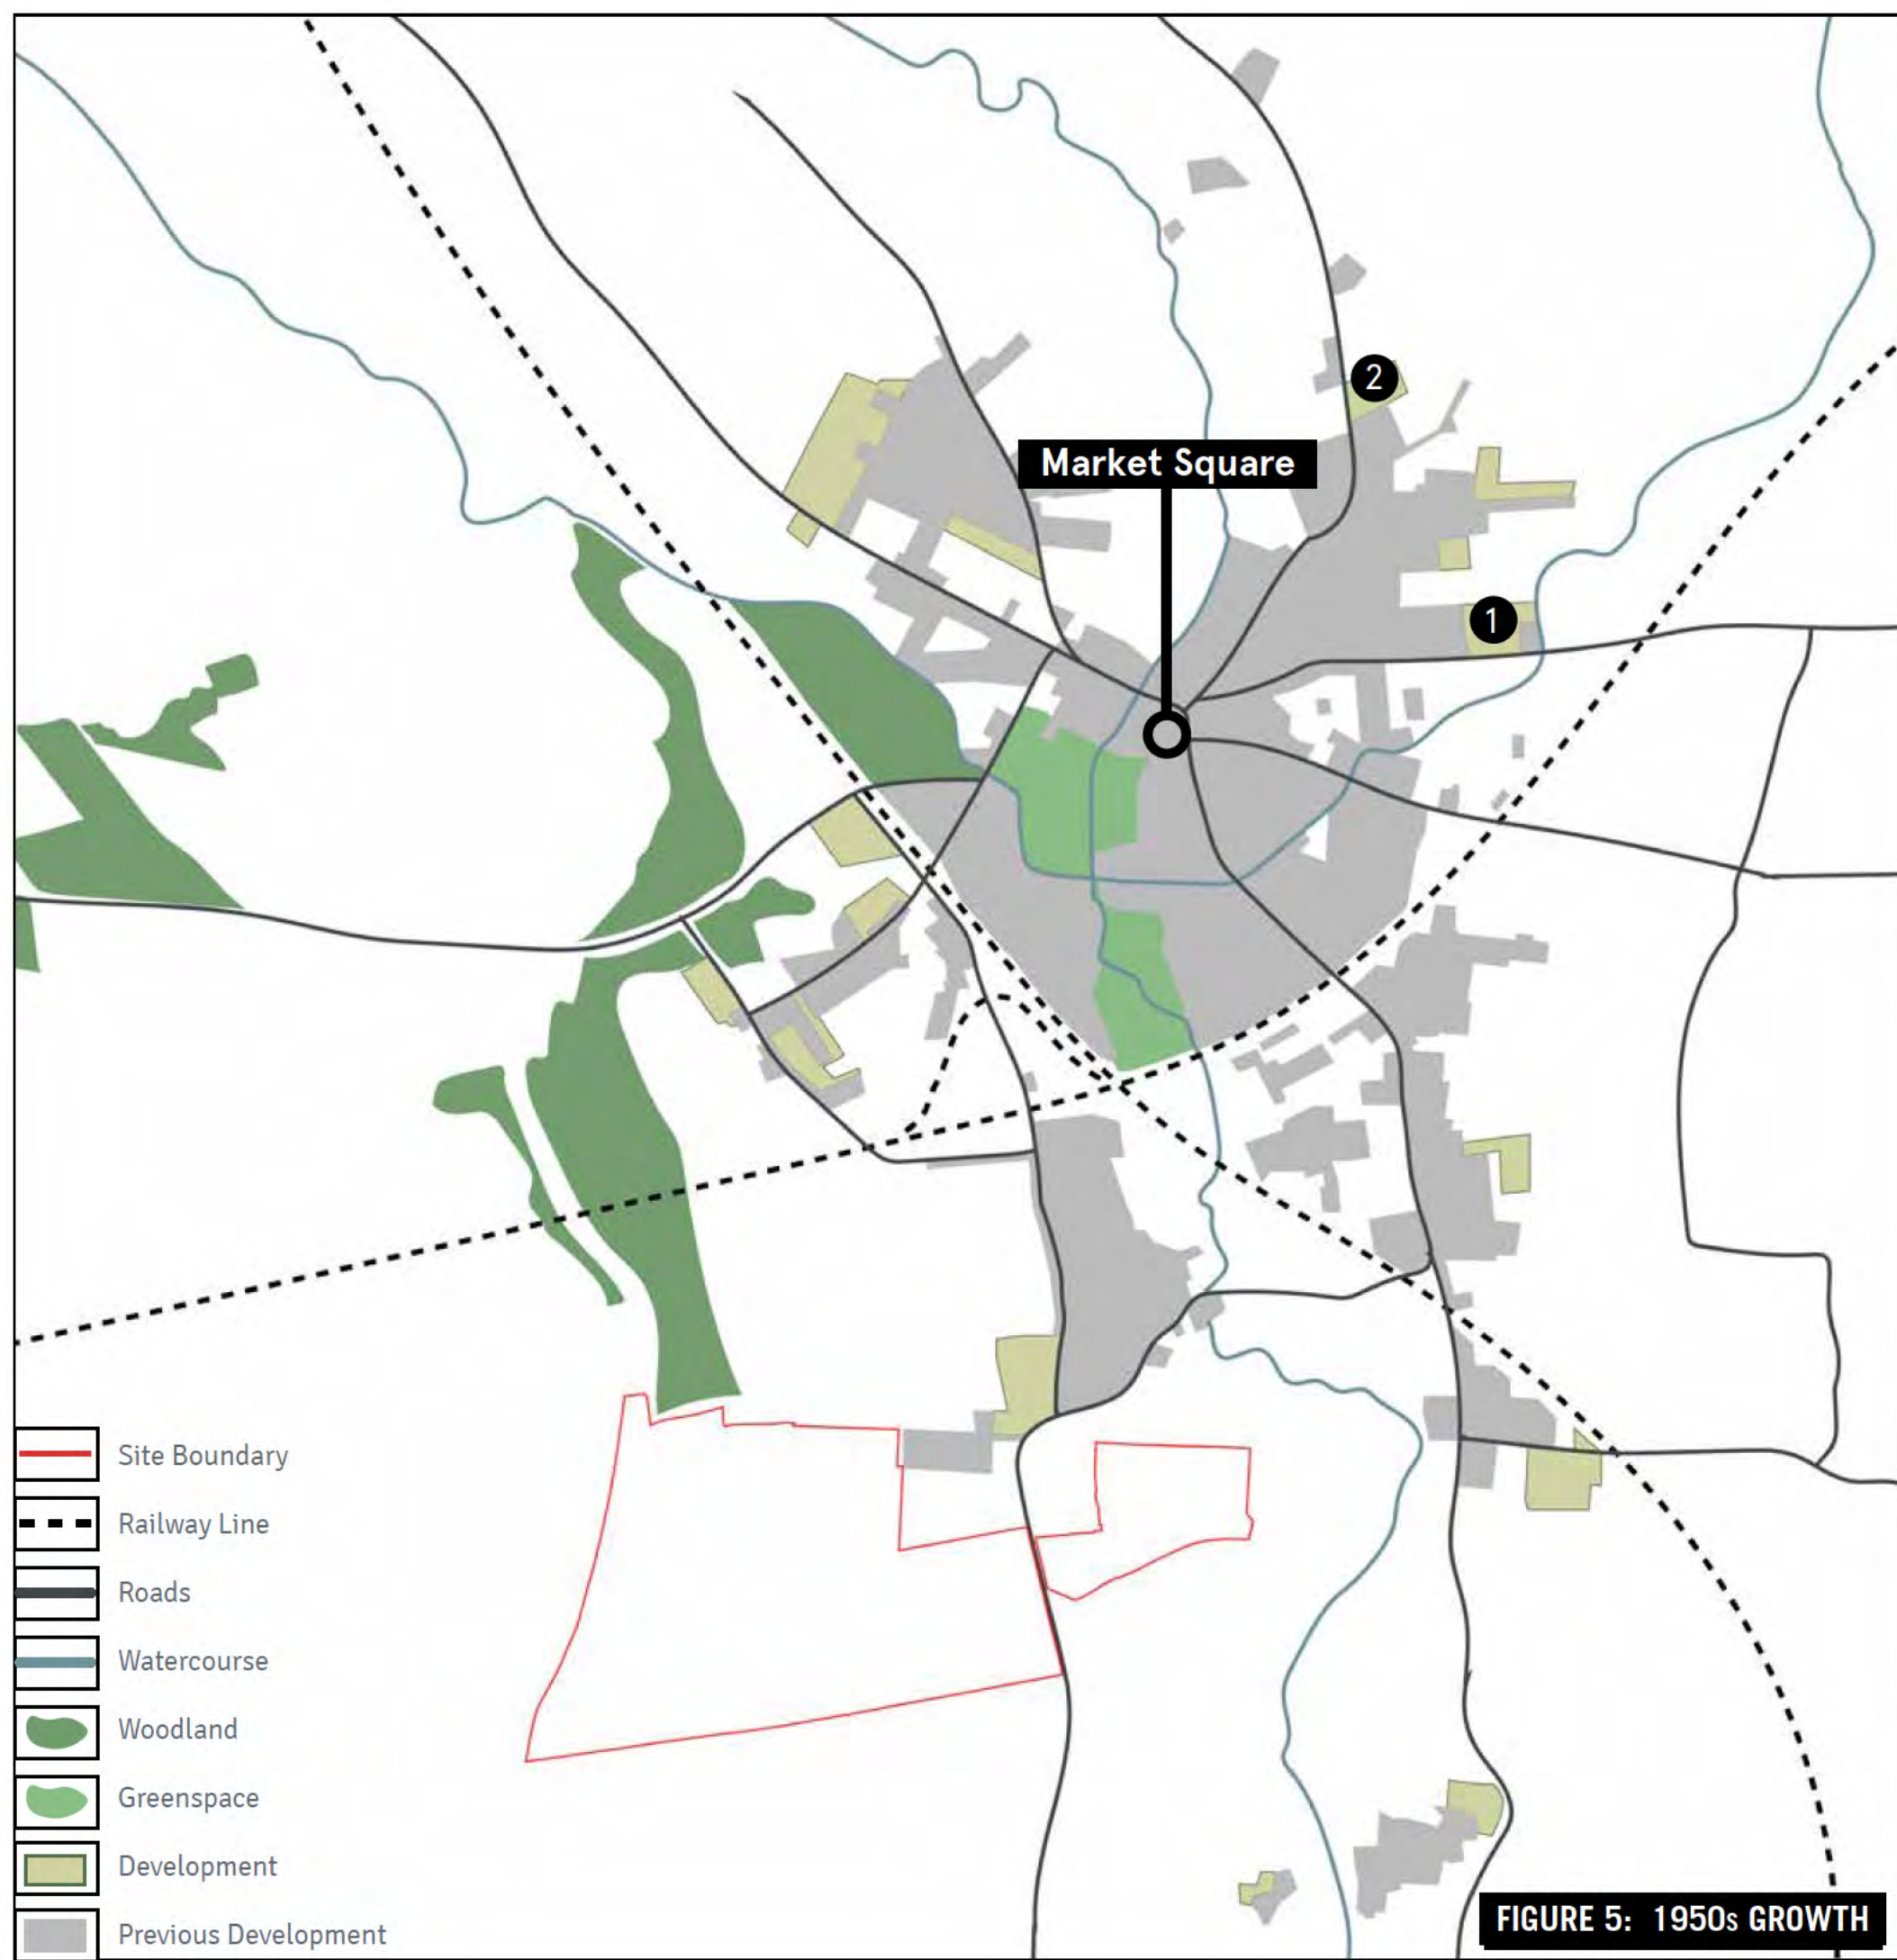 2
Market Square
1
Site Boundary
Railway Line
Roads
Watercourse
Woodland
Greenspace
Development
Previous Development
FIGURE 5: 1950s GROWTH